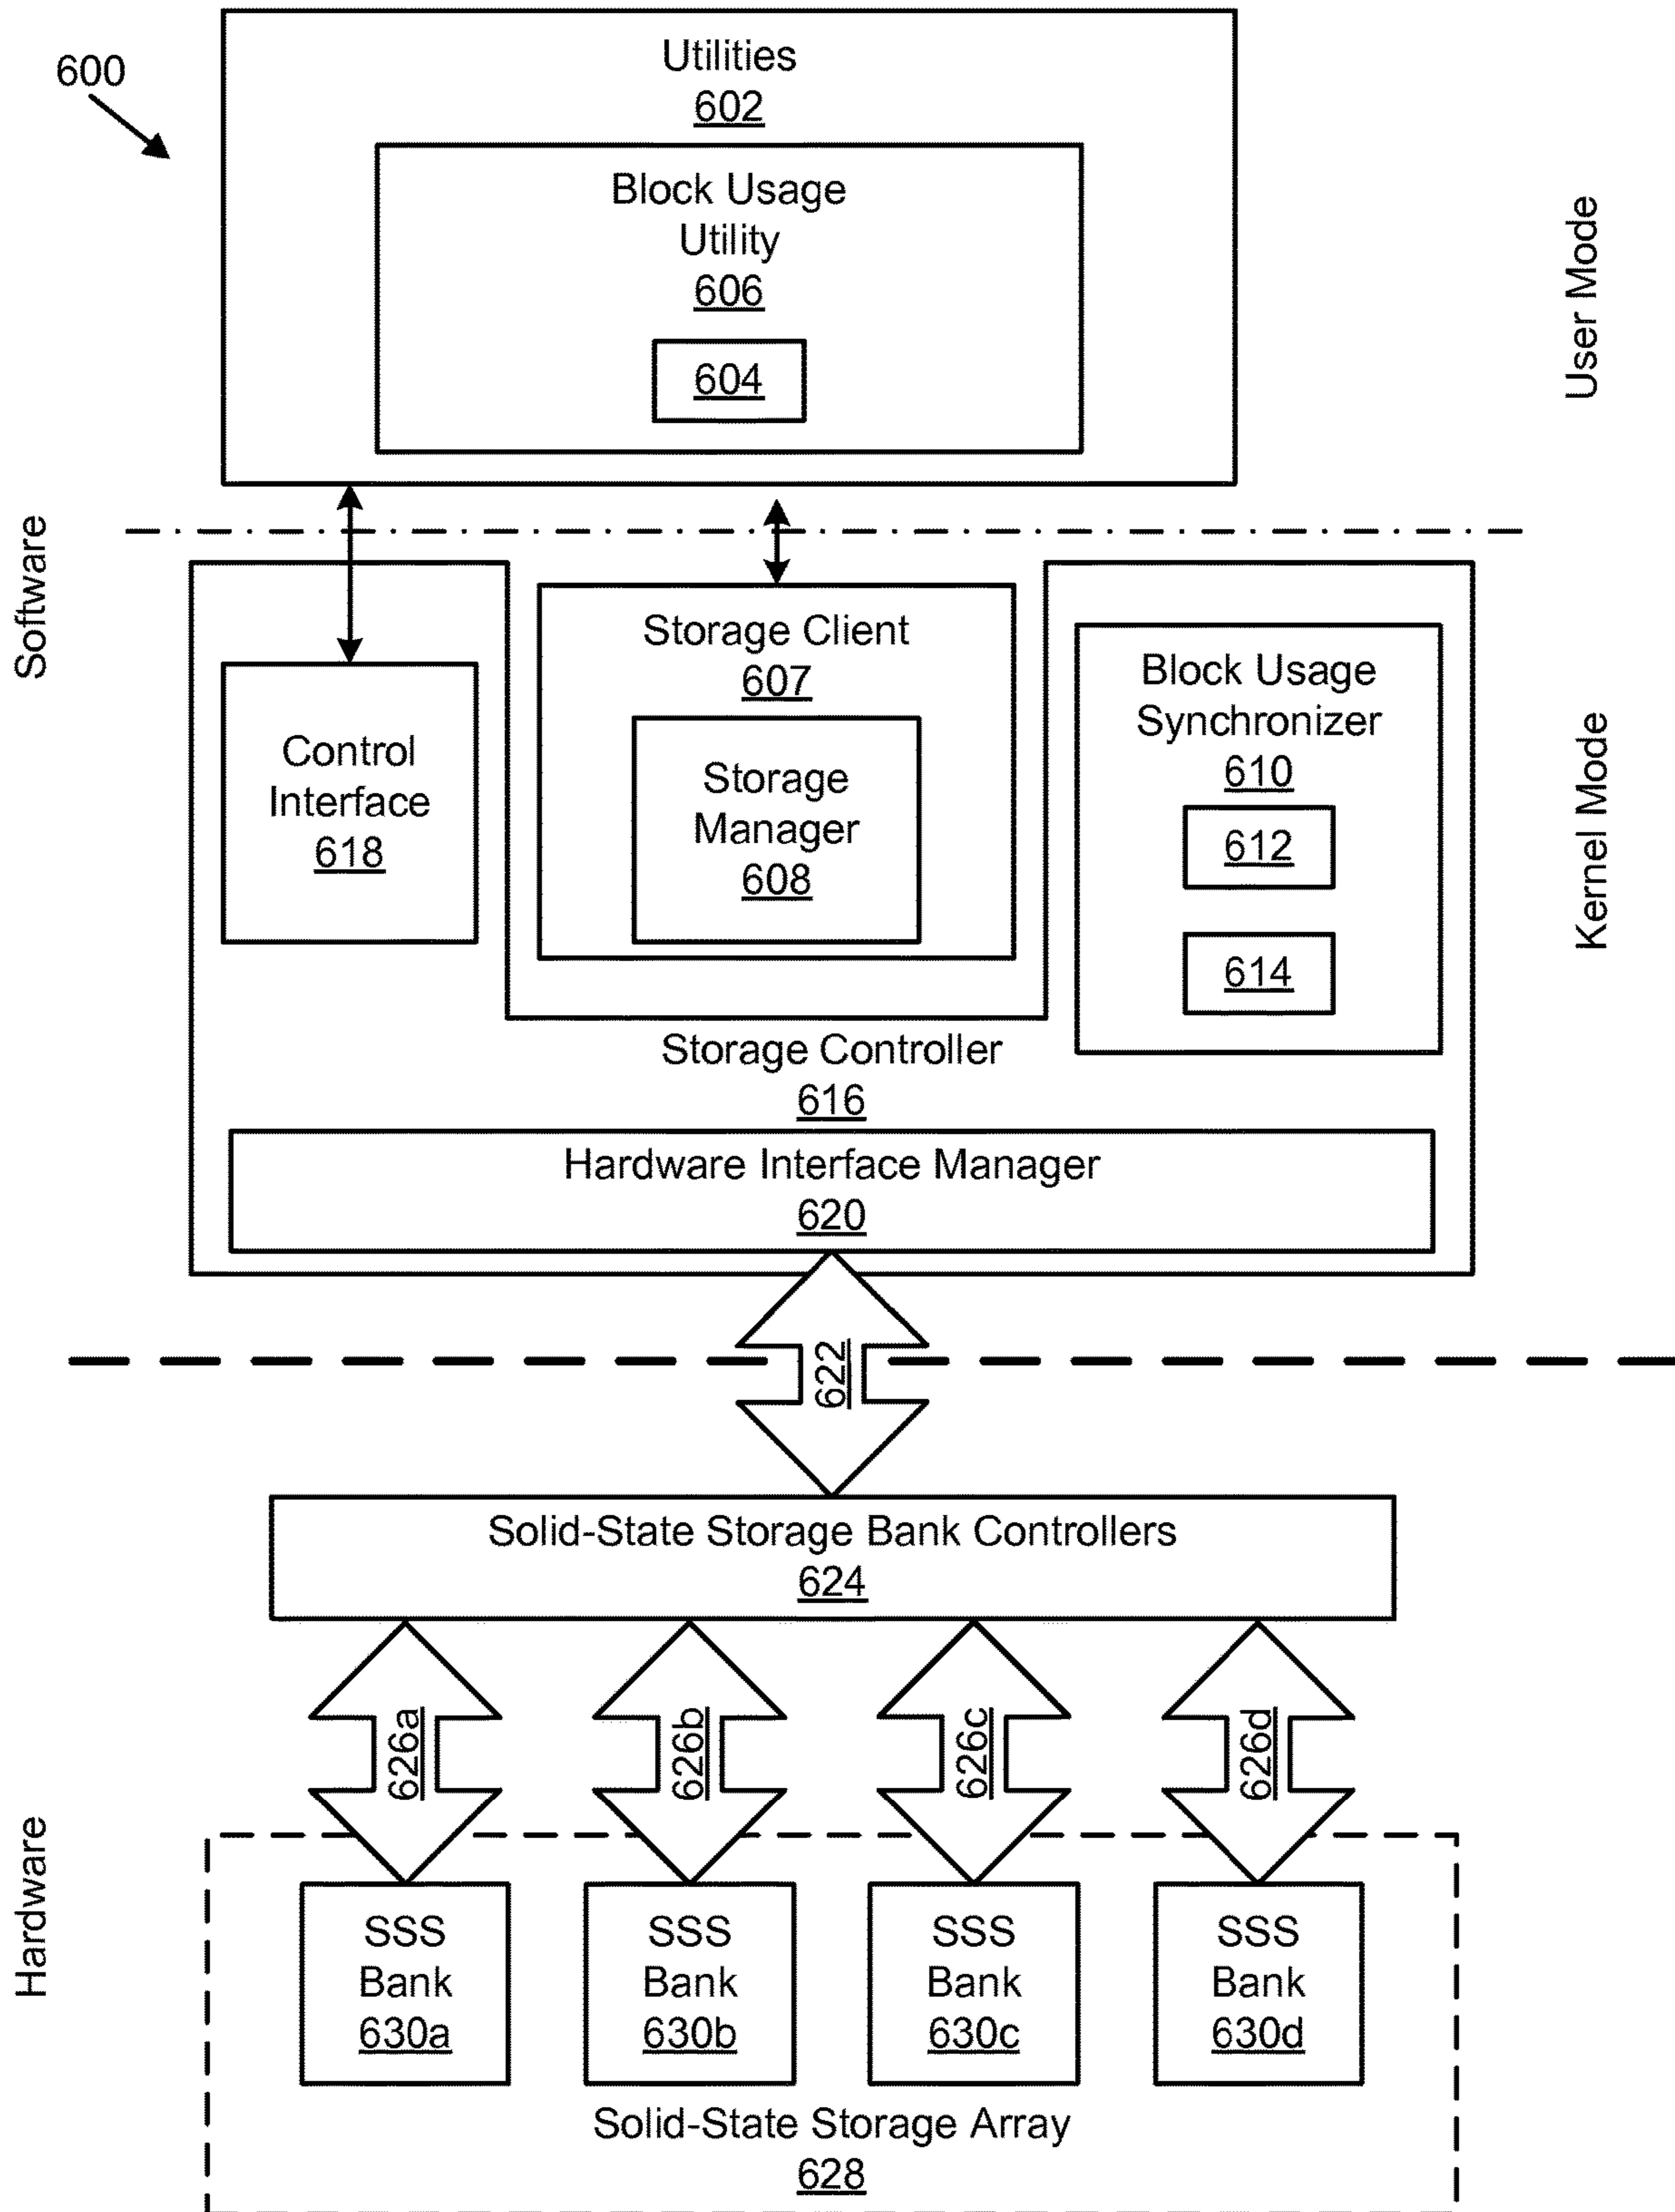 600
Utilities
602
Block Usage
Utility
606
604
User Mode
Software
Storage Client
607
Storage
Manager
608
Control
Interface
618
Block Usage
Synchronizer
610
612
614
Kernel Mode
Storage Controller
616
Hardware Interface Manager
620
622
Solid-State Storage Bank Controllers
624
626a
626b
626c
626d
Hardware
SSS
Bank
630a
SSS
Bank
630b
SSS
Bank
630c
SSS
Bank
630d
Solid-State Storage Array
628